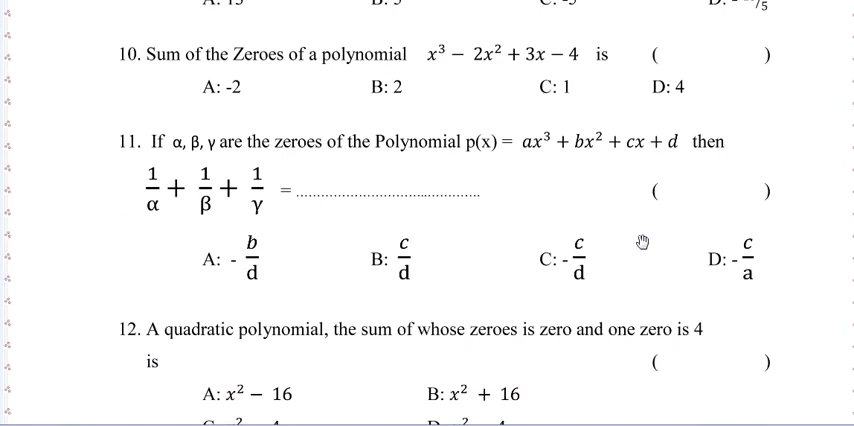 10. Sum of the Zeroes of a polynomial x³ − 2x² + 3x − 4 is ( )
A: -2 B: 2 C: 1 D: 4
11. If α, β, γ are the zeroes of the Polynomial p(x) = ax³ + bx² + cx + d then
1/α + 1/β + 1/γ = ................................................ ( )
A: - b/d B: c/d C: - c/d D: - c/a
12. A quadratic polynomial, the sum of whose zeroes is zero and one zero is 4
is ( )
A: x² − 16 B: x² + 16